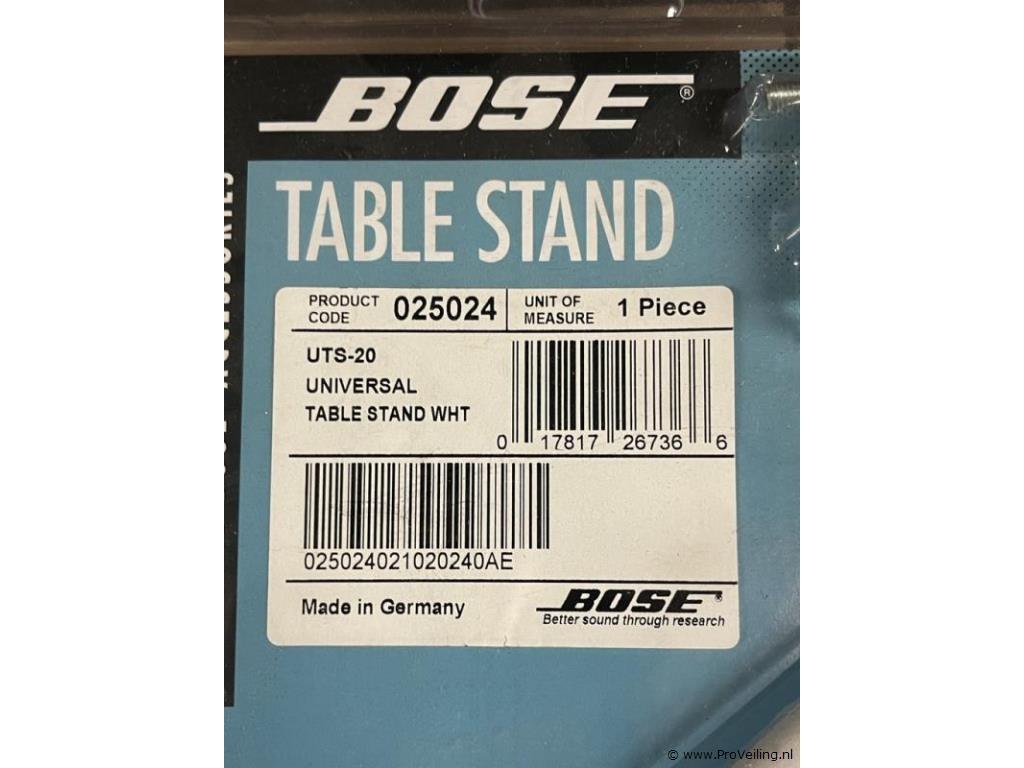 BOSE®
TABLE STAND
PRODUCT CODE 025024
UNIT OF MEASURE 1 Piece
UTS-20
UNIVERSAL
TABLE STAND WHT
0 17817 26736 6
025024021020240AE
Made in Germany
BOSE®
Better sound through research
© www.ProVeiling.nl